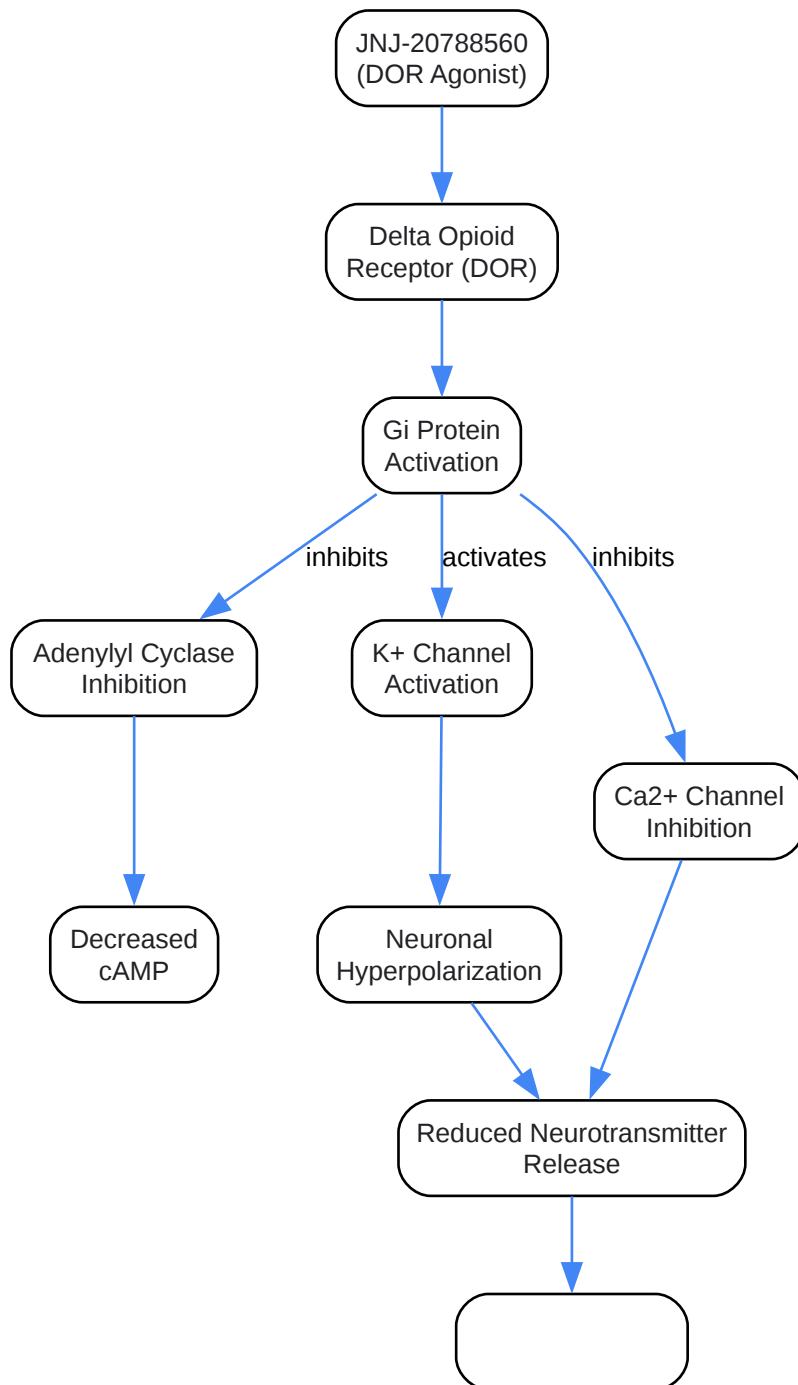 JNJ-20788560
(DOR Agonist)
Delta Opioid
Receptor (DOR)
Gi Protein
Activation
inhibits
activates
inhibits
Adenylyl Cyclase
Inhibition
K+ Channel
Activation
Ca2+ Channel
Inhibition
Decreased
cAMP
Neuronal
Hyperpolarization
Reduced Neurotransmitter
Release